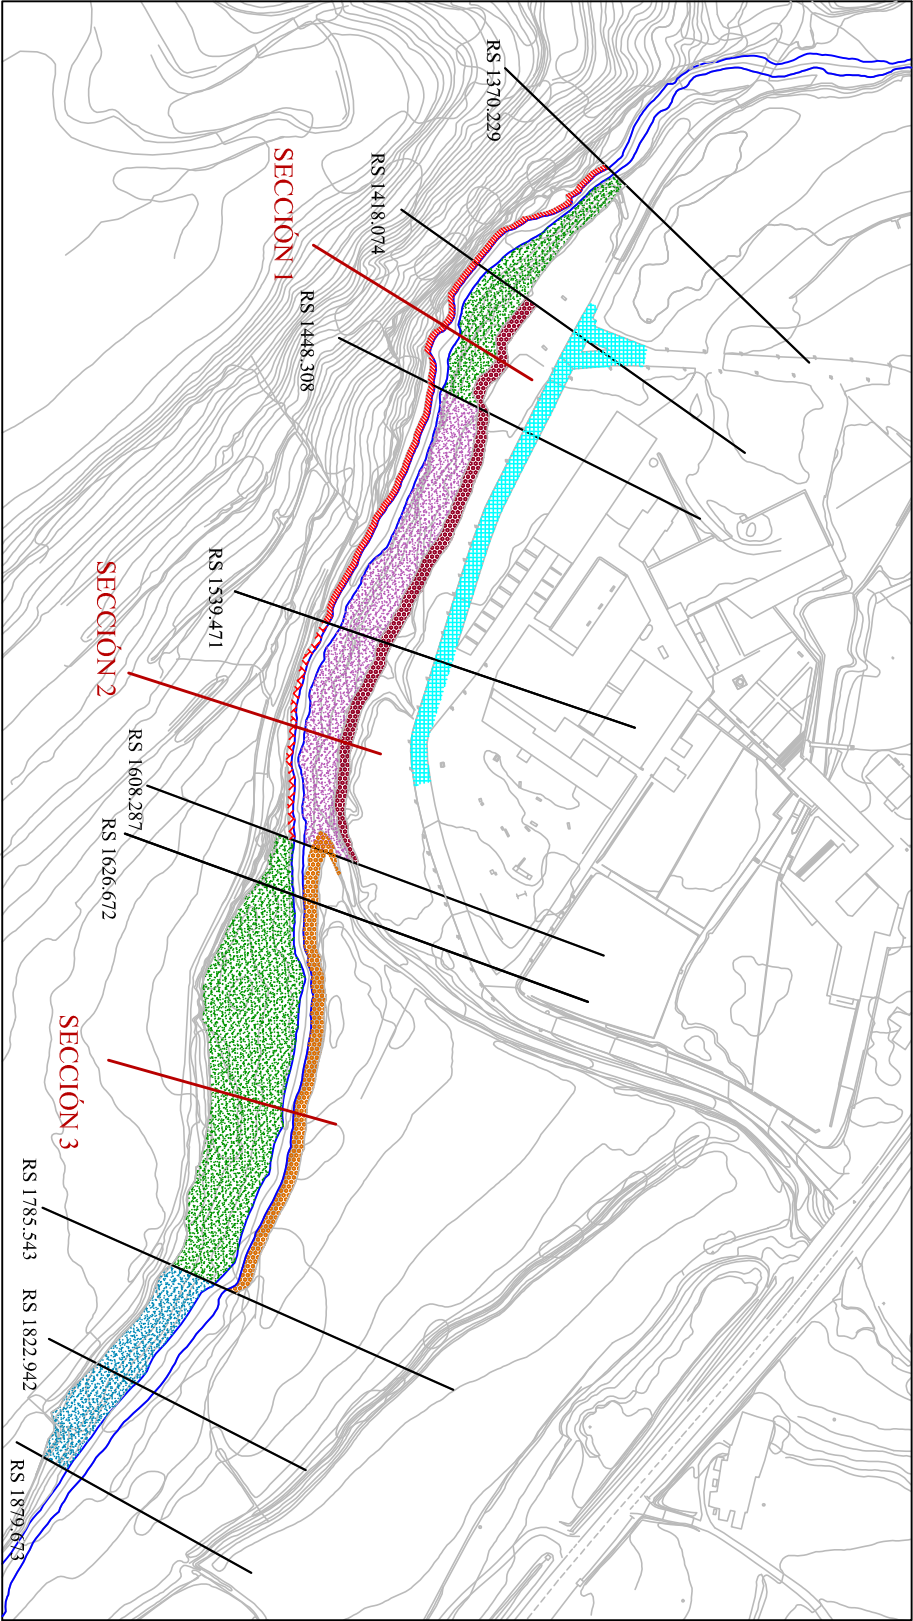 RS 1370.229
RS 1418.074
SECCIÓN 1
RS 1448.308
RS 1539.471
SECCIÓN 2
RS 1608.287
RS 1626.672
SECCIÓN 3
RS 1785.543
RS 1822.942
RS 1879.673